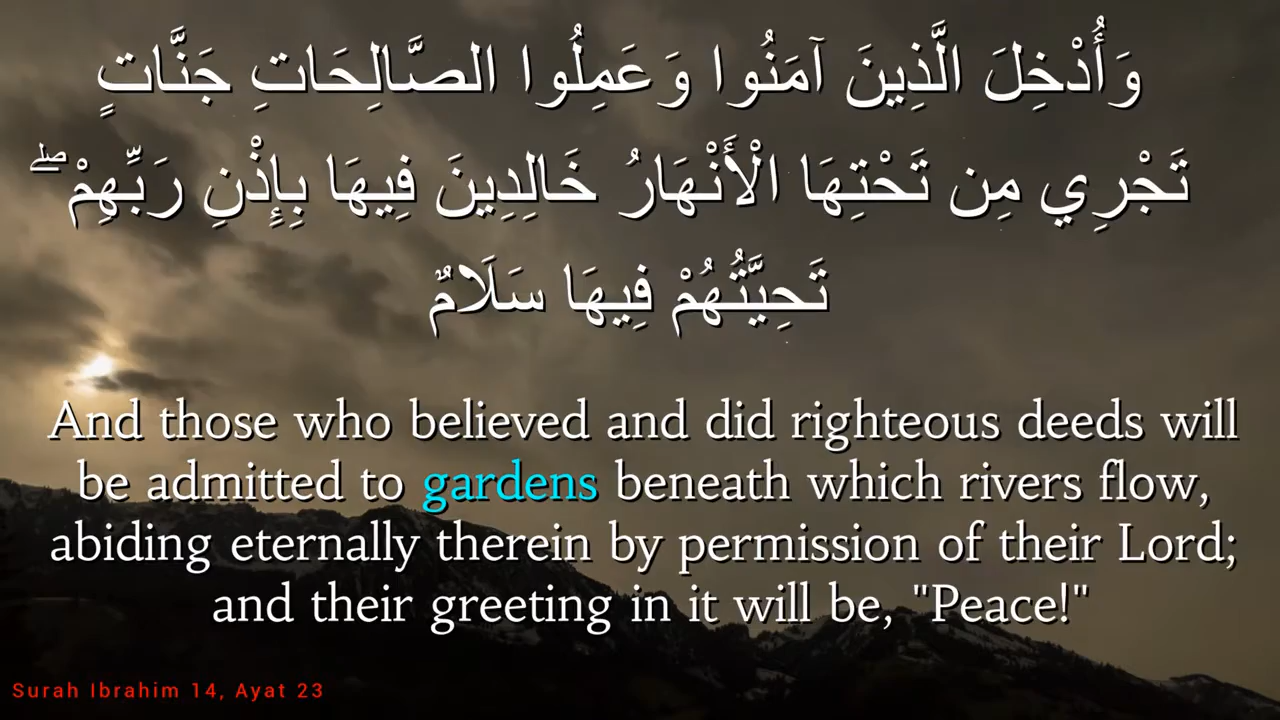 وَأُدْخِلَ الَّذِينَ آمَنُوا وَعَمِلُوا الصَّالِحَاتِ جَنَّاتٍ
تَجْرِي مِن تَحْتِهَا الْأَنْهَارُ خَالِدِينَ فِيهَا بِإِذْنِ رَبِّهِمْ ۖ
تَحِيَّتُهُمْ فِيهَا سَلَامٌ
And those who believed and did righteous deeds will
be admitted to gardens beneath which rivers flow,
abiding eternally therein by permission of their Lord;
and their greeting in it will be, "Peace!"
Surah Ibrahim 14, Ayat 23